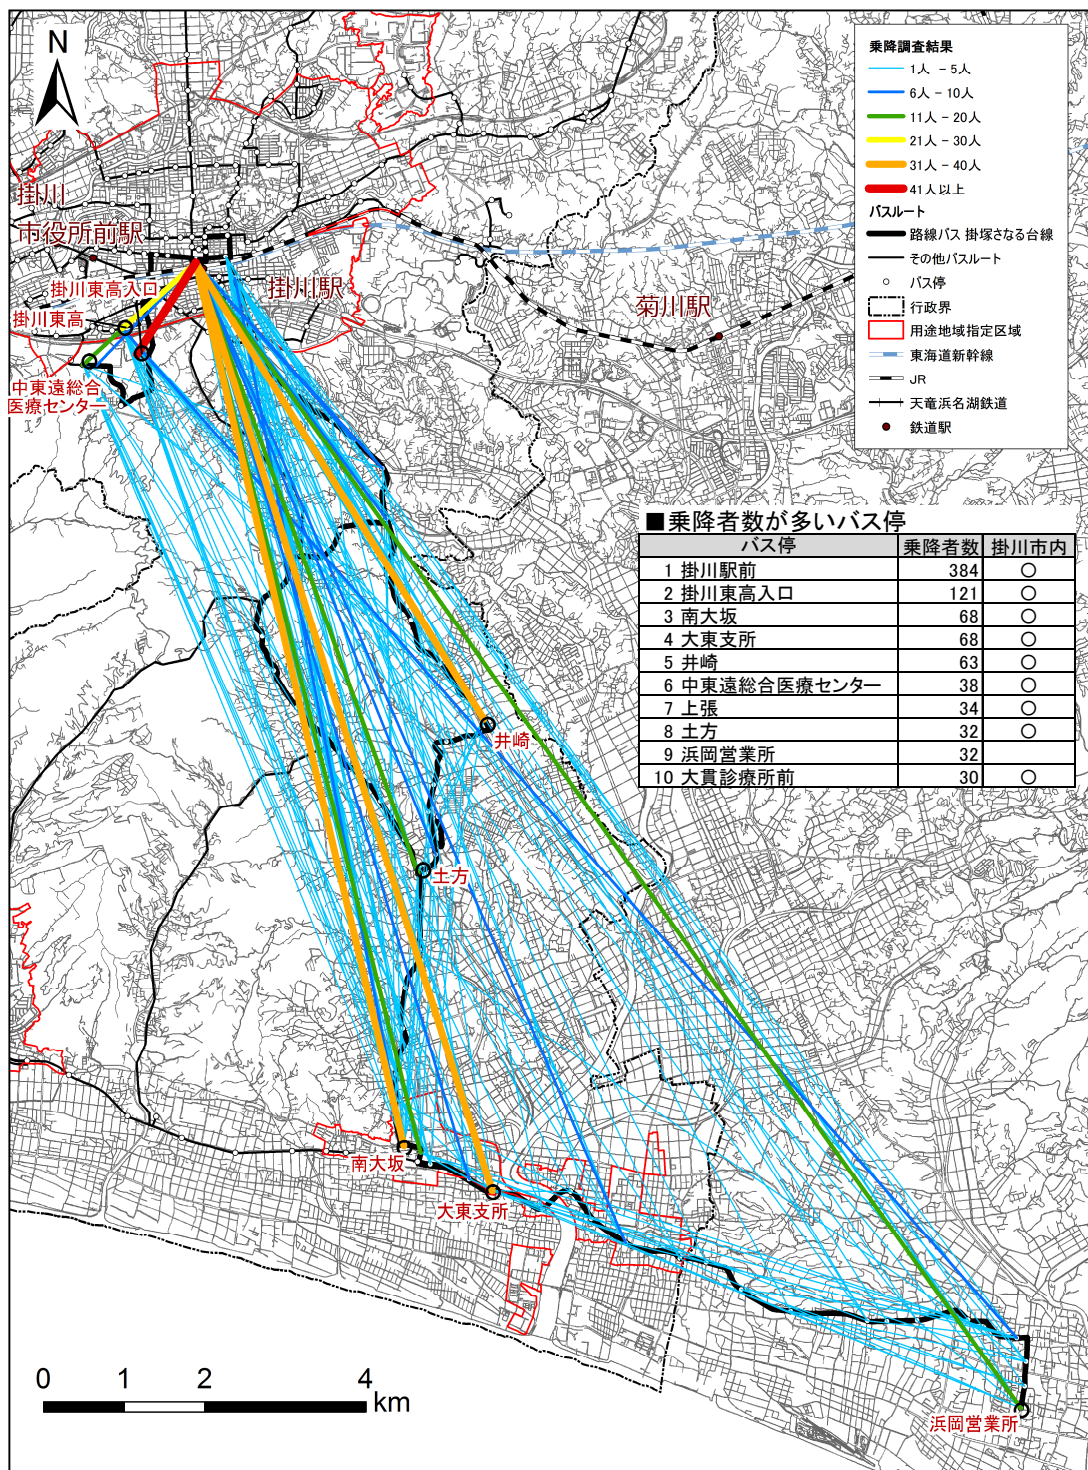 N
乗降調査結果
1人 - 5人
6人 - 10人
11人 - 20人
21人 - 30人
31人 - 40人
41人以上
バスルート
路線バス 掛塚さなる台線
その他バスルート
バス停
行政界
用途地域指定区域
東海道新幹線
JR
天竜浜名湖鉄道
鉄道駅
掛川
市役所前駅
掛川東高入口
掛川駅
掛川東高
菊川駅
中東遠総合
医療センター
■乗降者数が多いバス停
バス停 乗降者数 掛川市内
1 掛川駅前 384 ○
2 掛川東高入口 121 ○
3 南大坂 68 ○
4 大東支所 68 ○
5 井崎 63 ○
6 中東遠総合医療センター 38 ○
7 上張 34 ○
8 土方 32 ○
9 浜岡営業所 32
10 大貫診療所前 30 ○
井崎
土方
南大坂
大東支所
浜岡営業所
0 1 2 4
km